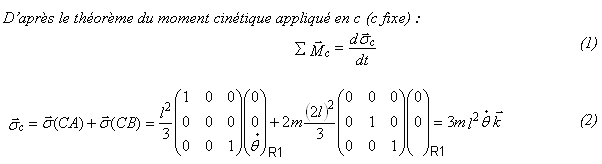 D'après le théorème du moment cinétique appliqué en c (c fixe) :
$\sum \vec{M}_c = \frac{d\vec{\sigma}_c}{dt}$ (1)
$\vec{\sigma}_c = \vec{\sigma}(CA) + \vec{\sigma}(CB) = \frac{l^2}{3} \begin{pmatrix} 1 & 0 & 0 \\ 0 & 0 & 0 \\ 0 & 0 & 1 \end{pmatrix} \begin{pmatrix} 0 \\ 0 \\ \dot{\theta} \end{pmatrix}_{R1} + 2m \frac{(2l)^2}{3} \begin{pmatrix} 0 & 0 & 0 \\ 0 & 1 & 0 \\ 0 & 0 & 1 \end{pmatrix} \begin{pmatrix} 0 \\ 0 \\ \end{pmatrix}_{R1} = 3ml^2 \dot{\theta} \vec{k}$ (2)